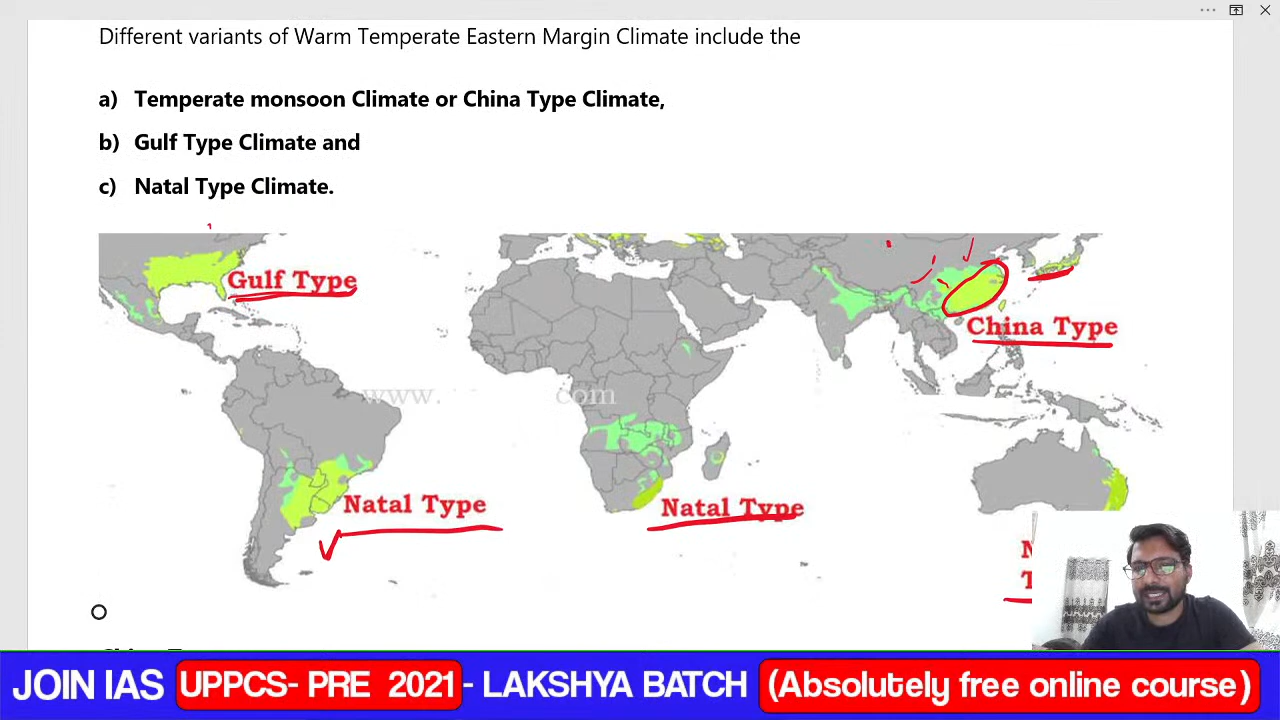 Different variants of Warm Temperate Eastern Margin Climate include the
a) Temperate monsoon Climate or China Type Climate,
b) Gulf Type Climate and
c) Natal Type Climate.
Gulf Type
China Type
www. com
Natal Type
Natal Type
JOIN IAS UPPCS- PRE 2021 - LAKSHYA BATCH (Absolutely free online course)